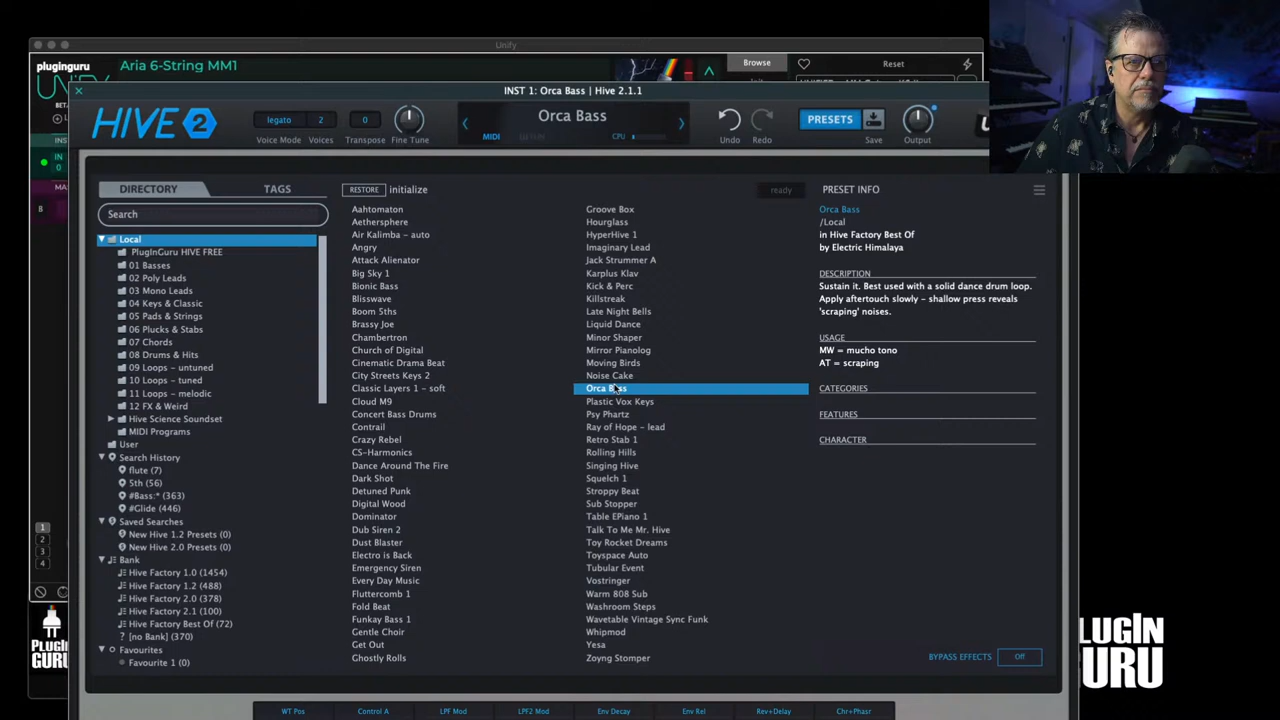 Unify
pluginguru
Aria 6-String MM1
Browse
Reset
INST 1: Orca Bass | Hive 2.1.1
HIVE 2
legato
2
0
Orca Bass
MIDI
CPU
PRESETS
Voice Mode
Voices
Transpose
Fine Tune
Undo
Redo
Save
Output
DIRECTORY
TAGS
RESTORE
initialize
ready
PRESET INFO
Search
Local
PlugInGuru HIVE FREE
01 Basses
02 Poly Leads
03 Mono Leads
04 Keys & Classic
05 Pads & Strings
06 Plucks & Stabs
07 Chords
08 Drums & Hits
09 Loops - untuned
10 Loops - tuned
11 Loops - melodic
12 FX & Weird
Hive Science Soundset
MIDI Programs
User
Search History
flute (7)
5th (56)
#Bass:* (363)
#Glide (446)
Saved Searches
New Hive 1.2 Presets (0)
New Hive 2.0 Presets (0)
Bank
Hive Factory 1.0 (1454)
Hive Factory 1.2 (488)
Hive Factory 2.0 (378)
Hive Factory 2.1 (100)
Hive Factory Best Of (72)
? [no Bank] (370)
Favourites
Favourite 1 (0)
Aahtomaton
Aethersphere
Air Kalimba - auto
Angry
Attack Alienator
Big Sky 1
Bionic Bass
Blisswave
Boom 5ths
Brassy Joe
Chambertron
Church of Digital
Cinematic Drama Beat
City Streets Keys 2
Classic Layers 1 - soft
Cloud M9
Concert Bass Drums
Contrail
Crazy Rebel
CS-Harmonics
Dance Around The Fire
Dark Shot
Detuned Punk
Digital Wood
Dominator
Dub Siren 2
Dust Blaster
Electro is Back
Emergency Siren
Every Day Music
Fluttercomb 1
Fold Beat
Funkay Bass 1
Gentle Choir
Get Out
Ghostly Rolls
Groove Box
Hourglass
HyperHive 1
Imaginary Lead
Jack Strummer A
Karplus Klav
Kick & Perc
Killstreak
Late Night Bells
Liquid Dance
Minor Shaper
Mirror Pianolog
Moving Birds
Noise Cake
Orca Bass
Plastic Vox Keys
Psy Phartz
Ray of Hope - lead
Retro Stab 1
Rolling Hills
Singing Hive
Squelch 1
Stroppy Beat
Sub Stopper
Table EPiano 1
Talk To Me Mr. Hive
Toy Rocket Dreams
Toyspace Auto
Tubular Event
Vostringer
Warm 808 Sub
Washroom Steps
Wavetable Vintage Sync Funk
Whipmod
Yesa
Zoyng Stomper
Orca Bass
/Local
in Hive Factory Best Of
by Electric Himalaya
DESCRIPTION
Sustain it. Best used with a solid dance drum loop.
Apply aftertouch slowly - shallow press reveals
'scraping' noises.
USAGE
MW = mucho tono
AT = scraping
CATEGORIES
FEATURES
CHARACTER
BYPASS EFFECTS
Off
WT Pos
Control A
LPF Mod
LPF2 Mod
Env Decay
Env Rel
Rev+Delay
Chr+Phasr
1
2
3
4